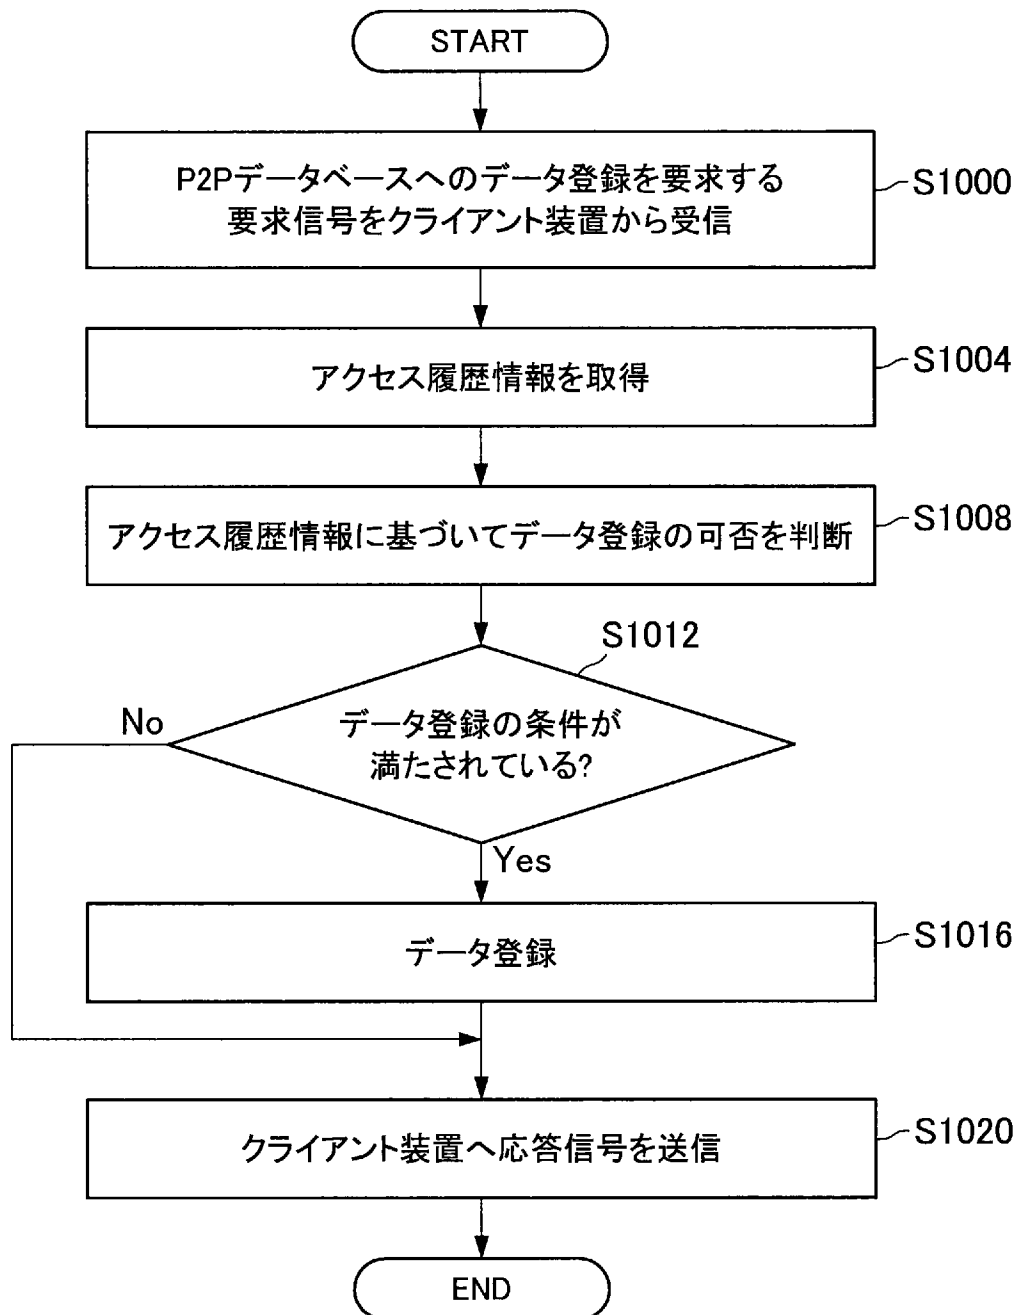 START
P2Pデータベースへのデータ登録を要求する
要求信号をクライアント装置から受信
S1000
アクセス履歴情報を取得
S1004
アクセス履歴情報に基づいてデータ登録の可否を判断
S1008
S1012
No
データ登録の条件が
満たされている?
Yes
データ登録
S1016
クライアント装置へ応答信号を送信
S1020
END